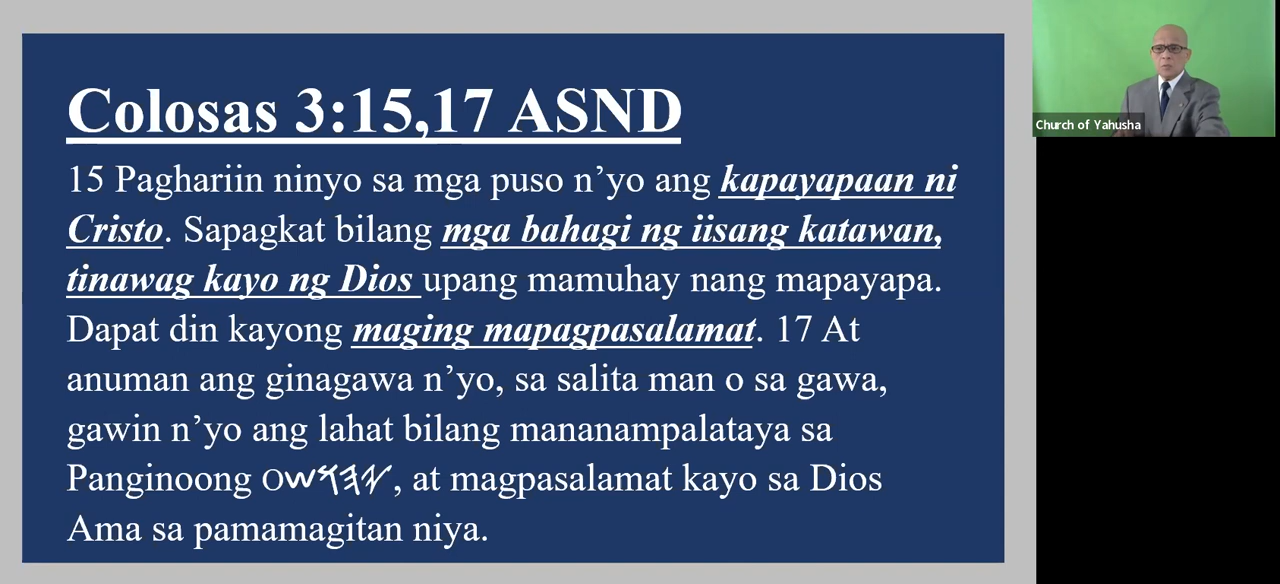 Colosas 3:15,17 ASND
15 Paghariin ninyo sa mga puso n’yo ang kapayapaan ni
Cristo. Sapagkat bilang mga bahagi ng iisang katawan,
tinawag kayo ng Dios upang mamuhay nang mapayapa.
Dapat din kayong maging mapagpasalamat. 17 At
anuman ang ginagawa n’yo, sa salita man o sa gawa,
gawin n’yo ang lahat bilang mananampalataya sa
Panginoong , at magpasalamat kayo sa Dios
Ama sa pamamagitan niya.
Church of Yahusha